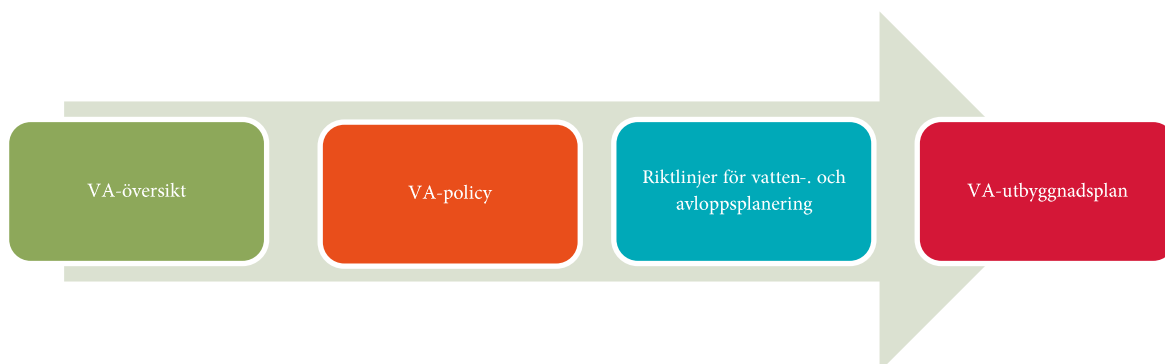 VA-översikt
VA-policy
Riktlinjer för vatten-. och
avloppsplanering
VA-utbyggnadsplan